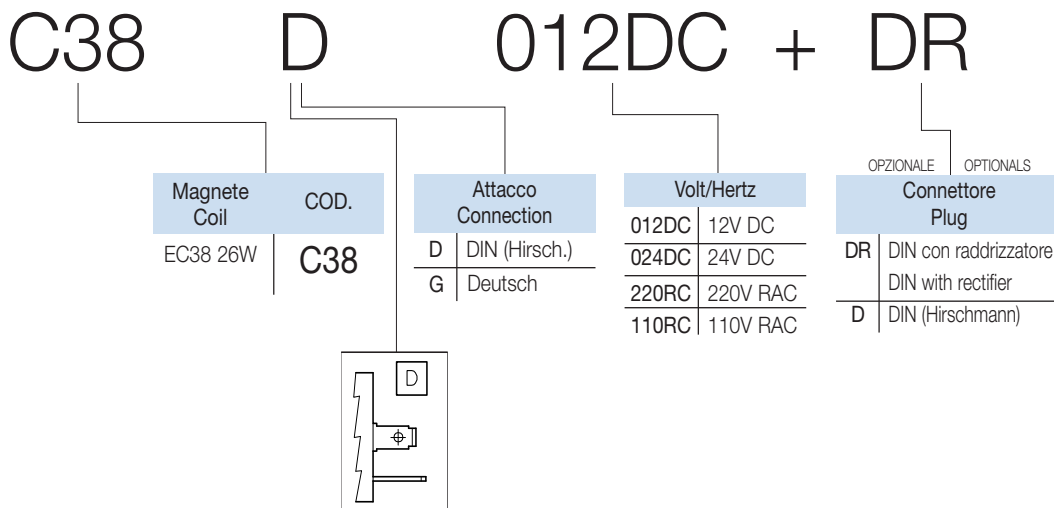 C38 D 012DC + DR
OPZIONALE OPTIONALS
Magnete
Coil
COD.
EC38 26W
C38
Attacco
Connection
D DIN (Hirsch.)
G Deutsch
Volt/Hertz
012DC 12V DC
024DC 24V DC
220RC 220V RAC
110RC 110V RAC
Connettore
Plug
DR DIN con raddrizzatore
DIN with rectifier
D DIN (Hirschmann)
D